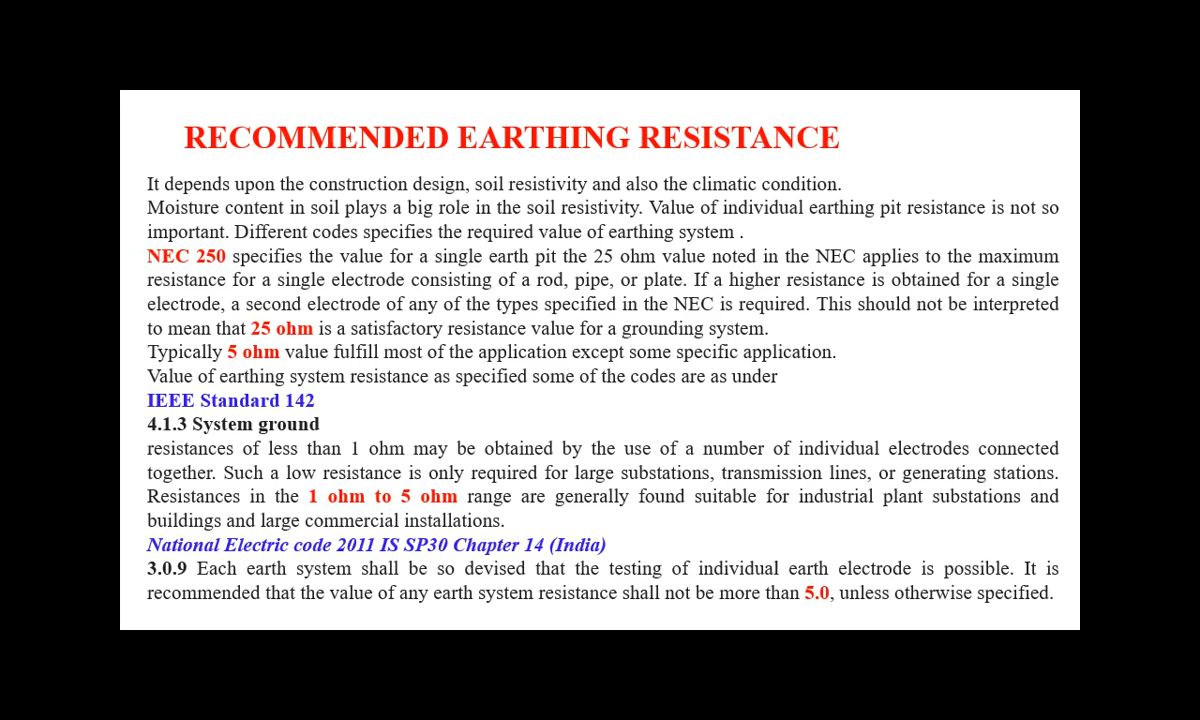 RECOMMENDED EARTHING RESISTANCE
It depends upon the construction design, soil resistivity and also the climatic condition.
Moisture content in soil plays a big role in the soil resistivity. Value of individual earthing pit resistance is not so
important. Different codes specifies the required value of earthing system .
NEC 250 specifies the value for a single earth pit the 25 ohm value noted in the NEC applies to the maximum
resistance for a single electrode consisting of a rod, pipe, or plate. If a higher resistance is obtained for a single
electrode, a second electrode of any of the types specified in the NEC is required. This should not be interpreted
to mean that 25 ohm is a satisfactory resistance value for a grounding system.
Typically 5 ohm value fulfill most of the application except some specific application.
Value of earthing system resistance as specified some of the codes are as under
IEEE Standard 142
4.1.3 System ground
resistances of less than 1 ohm may be obtained by the use of a number of individual electrodes connected
together. Such a low resistance is only required for large substations, transmission lines, or generating stations.
Resistances in the 1 ohm to 5 ohm range are generally found suitable for industrial plant substations and
buildings and large commercial installations.
National Electric code 2011 IS SP30 Chapter 14 (India)
3.0.9 Each earth system shall be so devised that the testing of individual earth electrode is possible. It is
recommended that the value of any earth system resistance shall not be more than 5.0, unless otherwise specified.